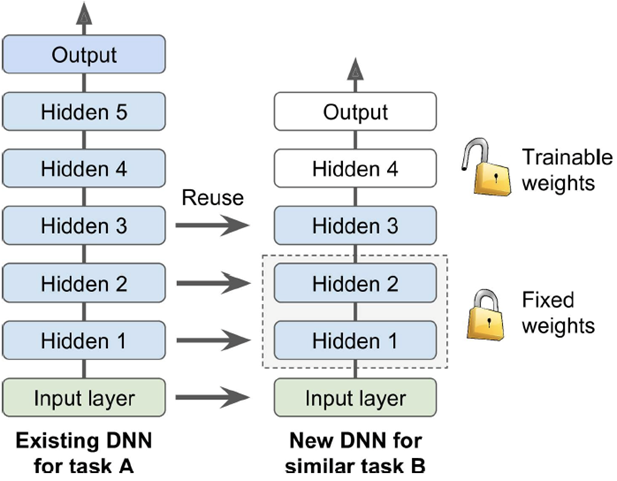 Output
Hidden 5
Hidden 4
Hidden 3
Hidden 2
Hidden 1
Input layer
Existing DNN
for task A
Reuse
Output
Hidden 4
Hidden 3
Hidden 2
Hidden 1
Input layer
New DNN for
similar task B
Trainable
weights
Fixed
weights